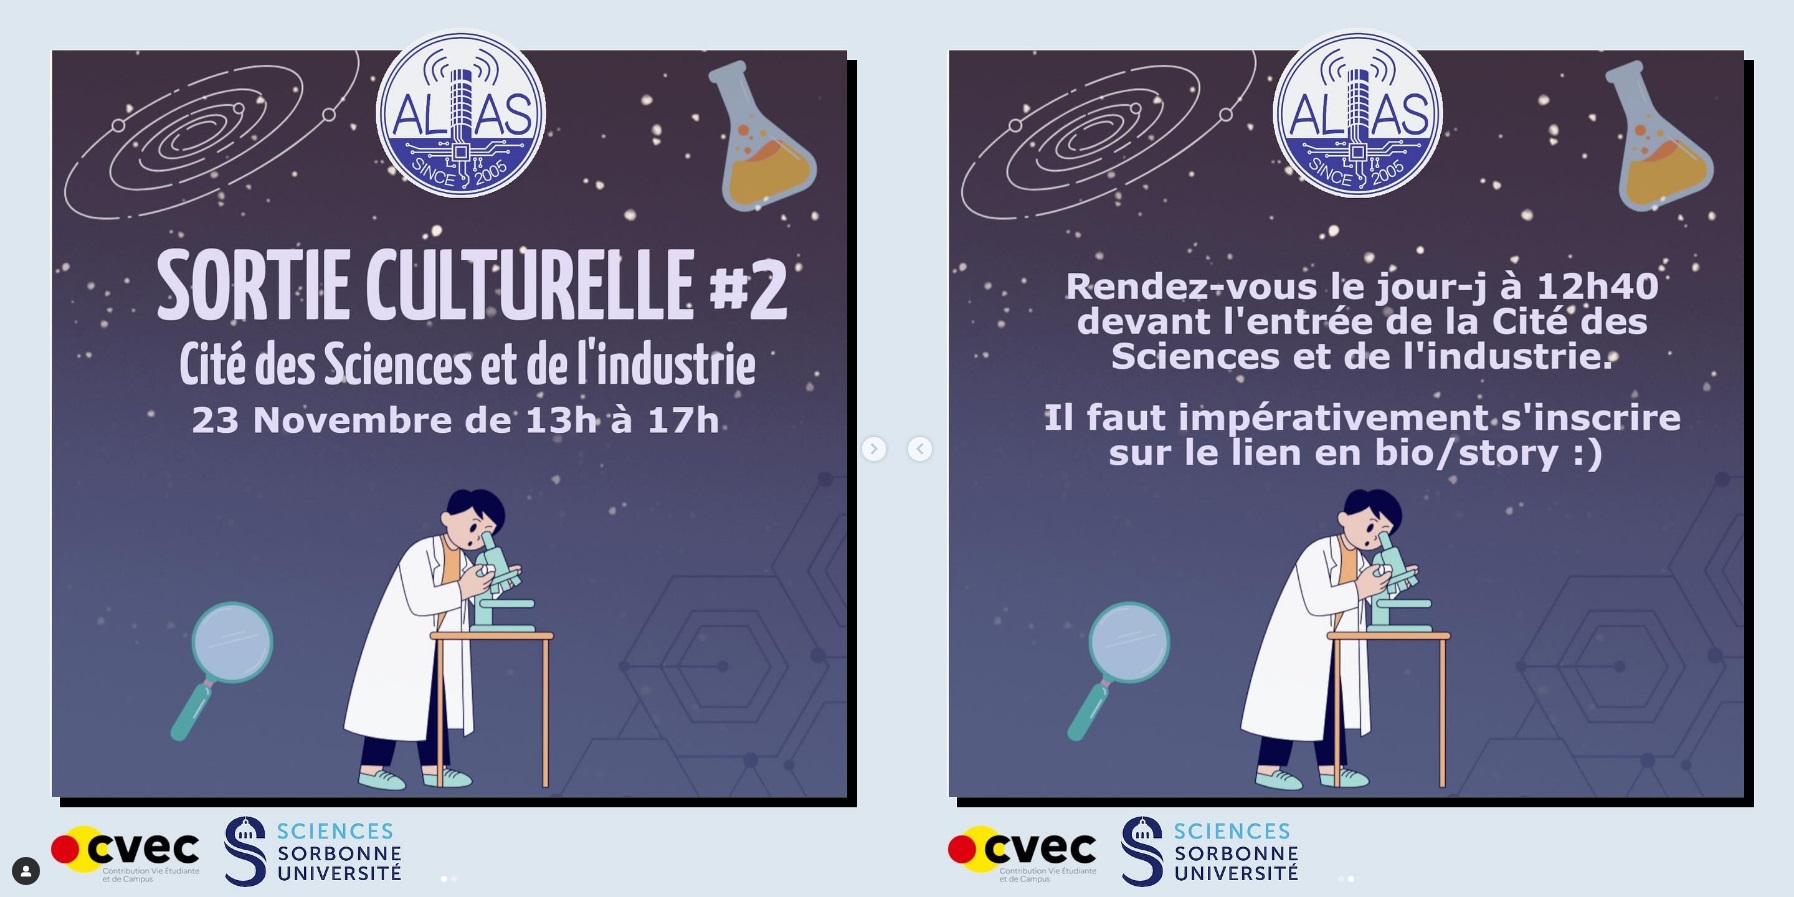 ALIAS
SINCE 2005
SORTIE CULTURELLE #2
Cité des Sciences et de l'industrie
23 Novembre de 13h à 17h
cvec
Contribution Vie Étudiante
et de Campus
SCIENCES
SORBONNE
UNIVERSITÉ
ALIAS
SINCE 2005
Rendez-vous le jour-j à 12h40
devant l'entrée de la Cité des
Sciences et de l'industrie.
Il faut impérativement s'inscrire
sur le lien en bio/story :)
cvec
Contribution Vie Étudiante
et de Campus
SCIENCES
SORBONNE
UNIVERSITÉ